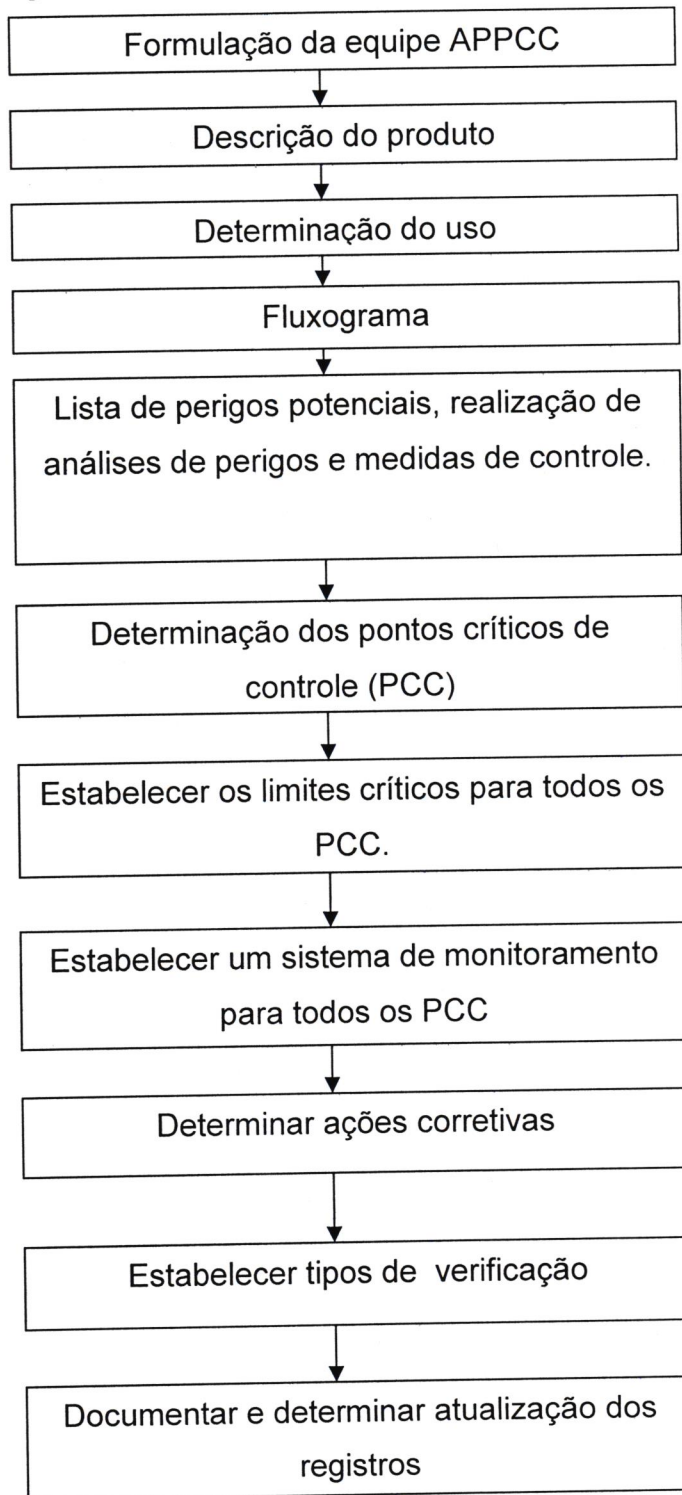 Formulação da equipe APPCC
Descrição do produto
Determinação do uso
Fluxograma
Lista de perigos potenciais, realização de
análises de perigos e medidas de controle.
Determinação dos pontos críticos de
controle (PCC)
Estabelecer os limites críticos para todos os
PCC.
Estabelecer um sistema de monitoramento
para todos os PCC
Determinar ações corretivas
Estabelecer tipos de  verificação
Documentar e determinar atualização dos
registros